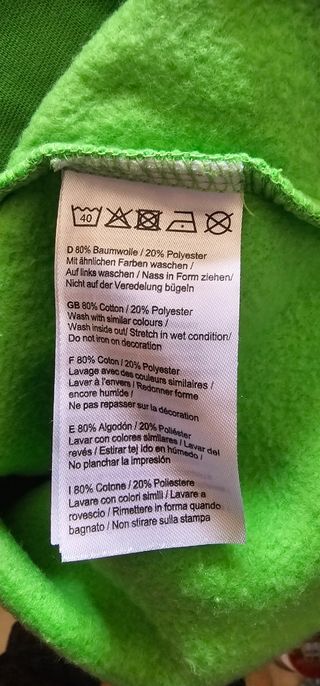 40
D 80% Baumwolle / 20% Polyester
Mit ähnlichen Farben waschen /
Auf links waschen / Nass in Form ziehen/
Nicht auf der Veredelung bügeln
GB 80% Cotton / 20% Polyester
Wash with similar colours /
Wash inside out/ Stretch in wet condition/
Do not iron on decoration
F 80% Coton / 20% Polyester
Lavage avec des couleurs similaires /
Laver à l'envers / Redonner forme
encore humide /
Ne pas repasser sur la décoration
E 80% Algodón / 20% Poliéster
Lavar con colores similares / Lavar del
revés / Estirar tej ido en húmedo /
No planchar la impresión
I 80% Cotone / 20% Poliestere
Lavare con colori simili / Lavare a
rovescio / Rimettere in forma quando
bagnato / Non stirare sulla stampa